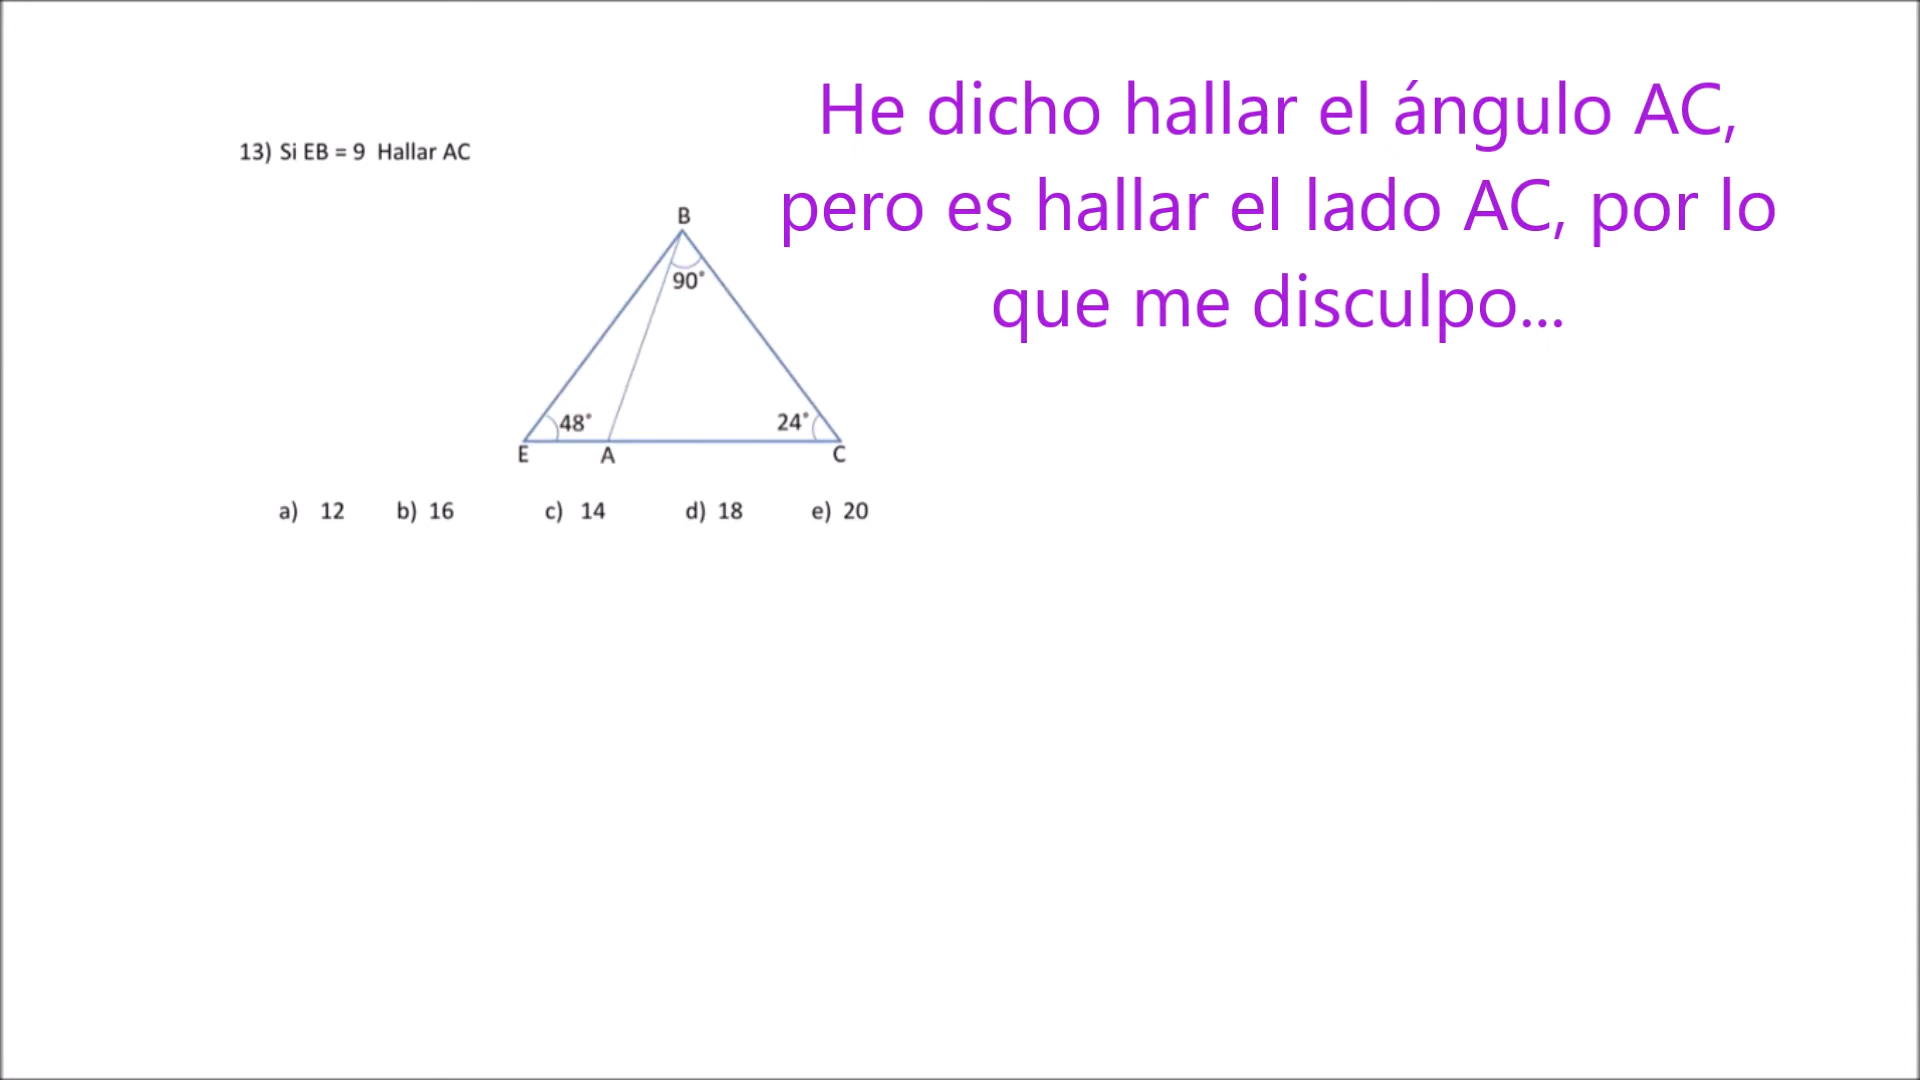 He dicho hallar el ángulo AC,
pero es hallar el lado AC, por lo
que me disculpo...
13) Si EB = 9 Hallar AC
B
90°
48°
24°
E
A
C
a) 12 b) 16 c) 14 d) 18 e) 20